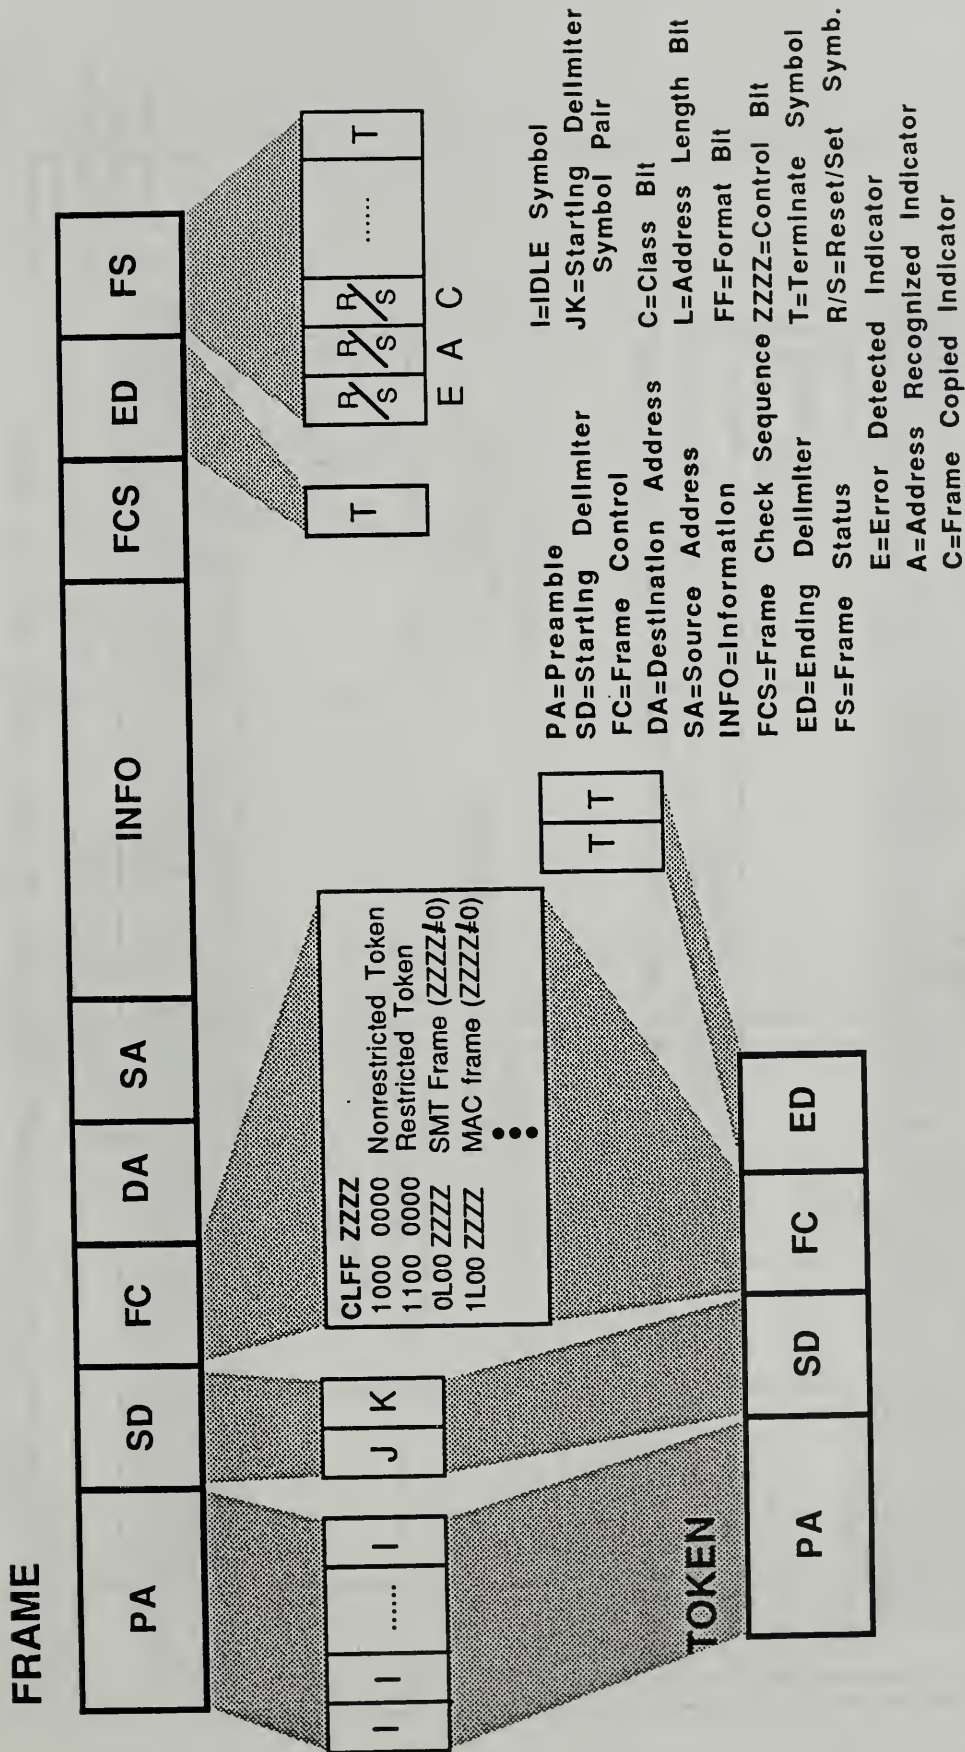 FRAME
PA SD FC DA SA INFO FCS ED FS
I I ...... I
J K
CLFF ZZZZ
1000 0000 Nonrestricted Token
1100 0000 Restricted Token
0L00 ZZZZ SMT Frame (ZZZZ≠0)
1L00 ZZZZ MAC frame (ZZZZ≠0)
T
R/S R/S R/S ...... T
E A C
T T
TOKEN
PA SD FC ED
PA=Preamble
SD=Starting Delimiter
FC=Frame Control
DA=Destination Address
SA=Source Address
INFO=Information
FCS=Frame Check Sequence
ED=Ending Delimiter
FS=Frame Status
I=IDLE Symbol
JK=Starting Delimiter
Symbol Pair
C=Class Bit
L=Address Length Bit
FF=Format Bit
ZZZZ=Control Bit
T=Terminate Symbol
R/S=Reset/Set Symb.
E=Error Detected Indicator
A=Address Recognized Indicator
C=Frame Copied Indicator